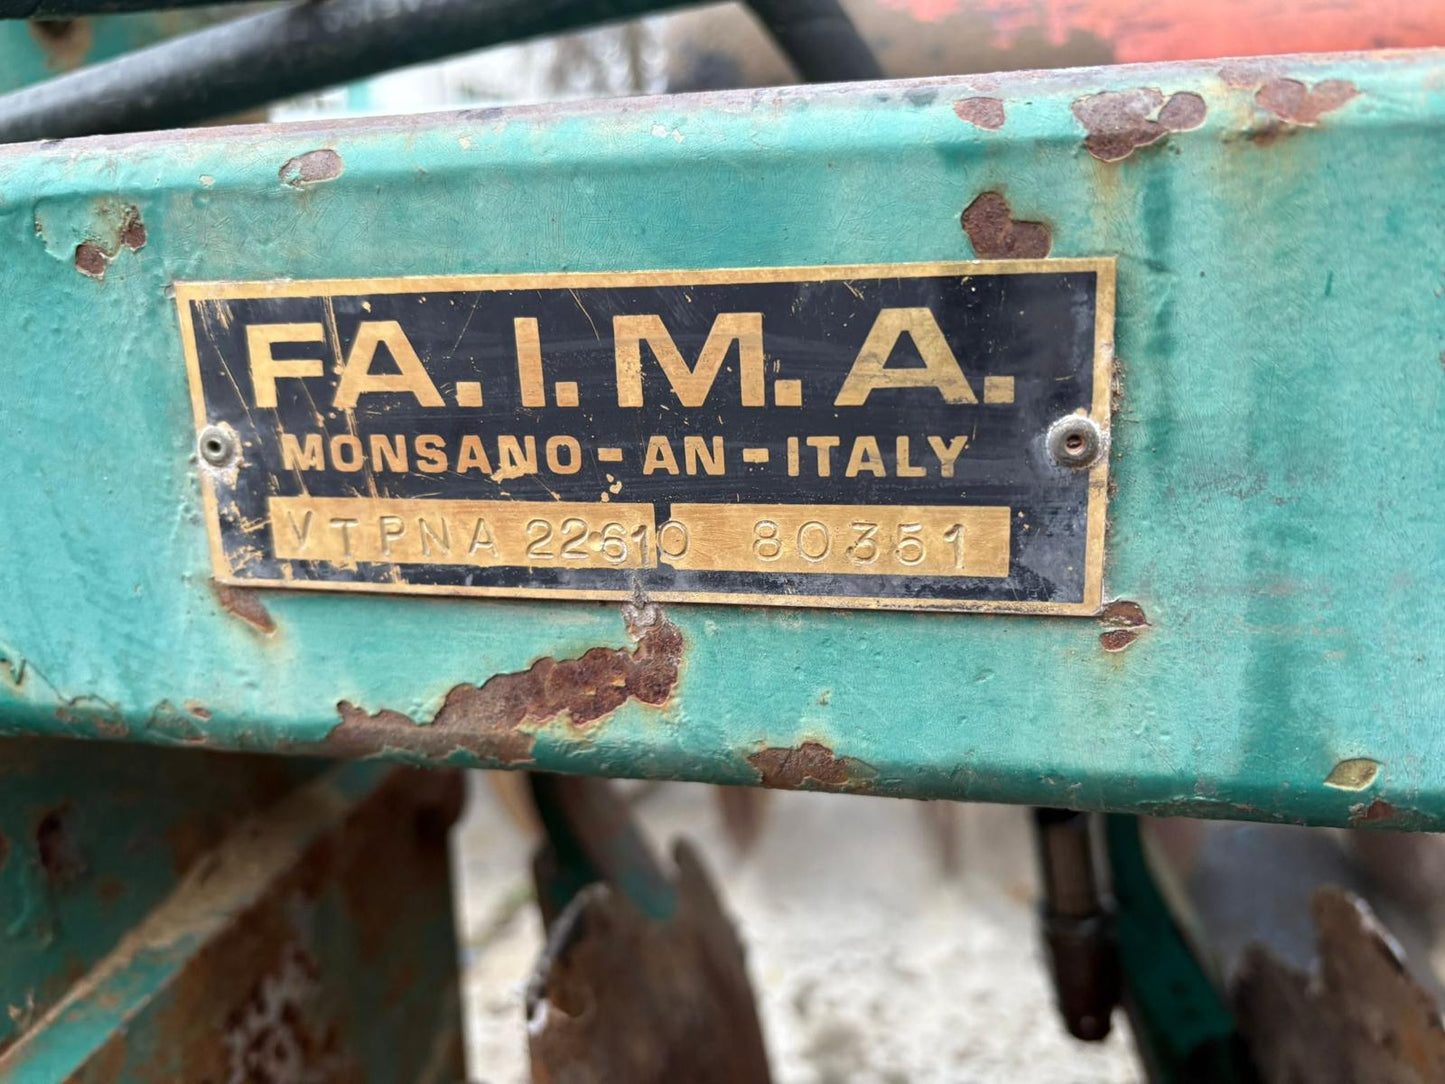 FA.I.M.A.
MONSANO-AN-ITALY
VTPNA 22610 80351